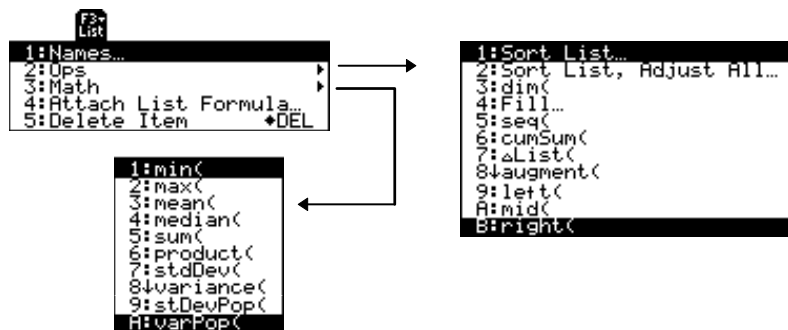 F3▾
List
1:Names…
2:Ops ▸
3:Math ▸
4:Attach List Formula…
5:Delete Item ◆DEL
1:Sort List…
2:Sort List, Adjust All…
3:dim(
4:Fill…
5:seq(
6:cumSum(
7:△List(
8↓augment(
9:left(
A:mid(
B:right(
1:min(
2:max(
3:mean(
4:median(
5:sum(
6:product(
7:stdDev(
8↓variance(
9:stDevPop(
A:varPop(